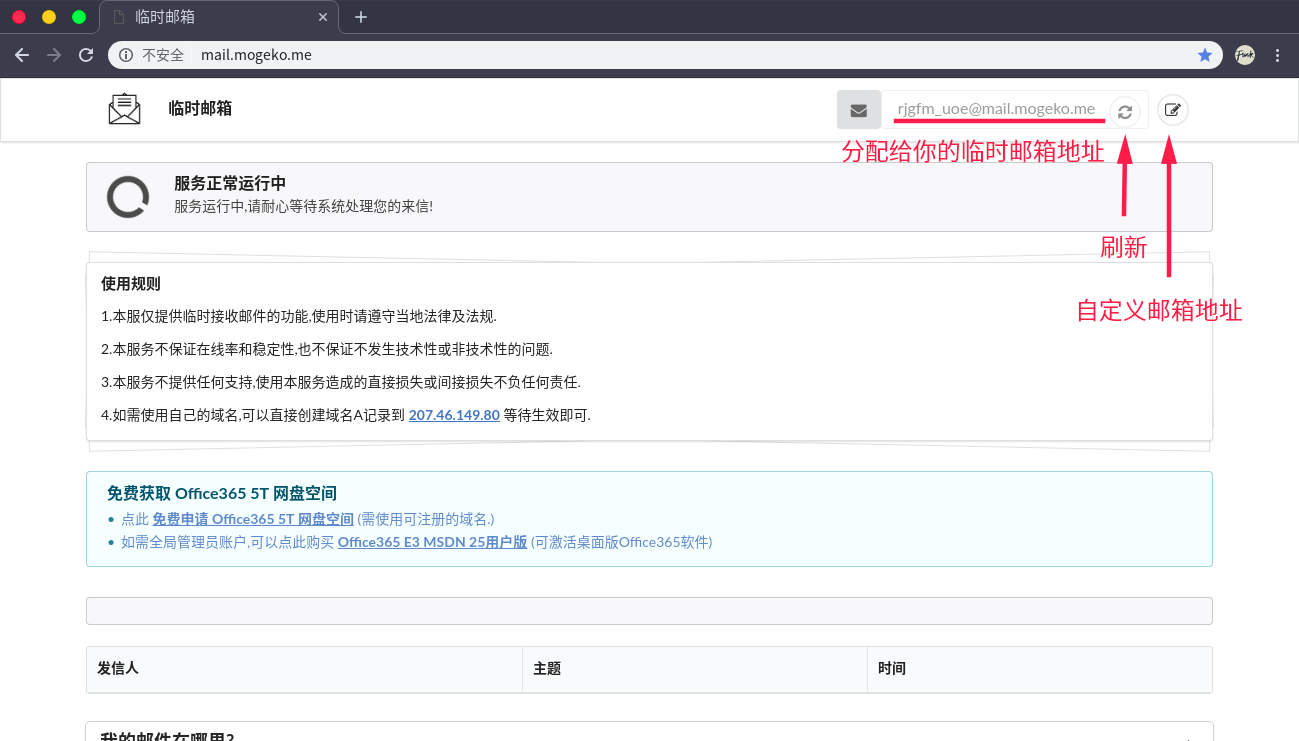 临时邮箱
不安全 mail.mogeko.me
临时邮箱
rjgfm_uoe@mail.mogeko.me
分配给你的临时邮箱地址
服务正常运行中
服务运行中,请耐心等待系统处理您的来信!
刷新
使用规则
自定义邮箱地址
1.本服仅提供临时接收邮件的功能,使用时请遵守当地法律及法规.
2.本服务不保证在线率和稳定性,也不保证不发生技术性或非技术性的问题.
3.本服务不提供任何支持,使用本服务造成的直接损失或间接损失不负任何责任.
4.如需使用自己的域名,可以直接创建域名A记录到 207.46.149.80 等待生效即可.
免费获取 Office365 5T 网盘空间
点此 免费申请 Office365 5T 网盘空间 (需使用可注册的域名.)
如需全局管理员账户,可以点此购买 Office365 E3 MSDN 25用户版 (可激活桌面版Office365软件)
发信人 主题 时间
我的邮件在哪里?